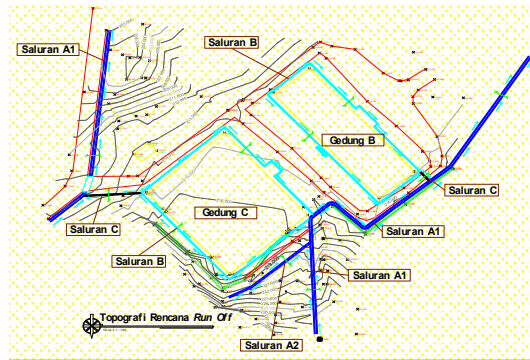 Saluran B
Saluran A1
Gedung B
Saluran C
Gedung C
Saluran C
Saluran A1
Saluran B
Saluran A1
Topografi Rencana Run Off
Saluran A2